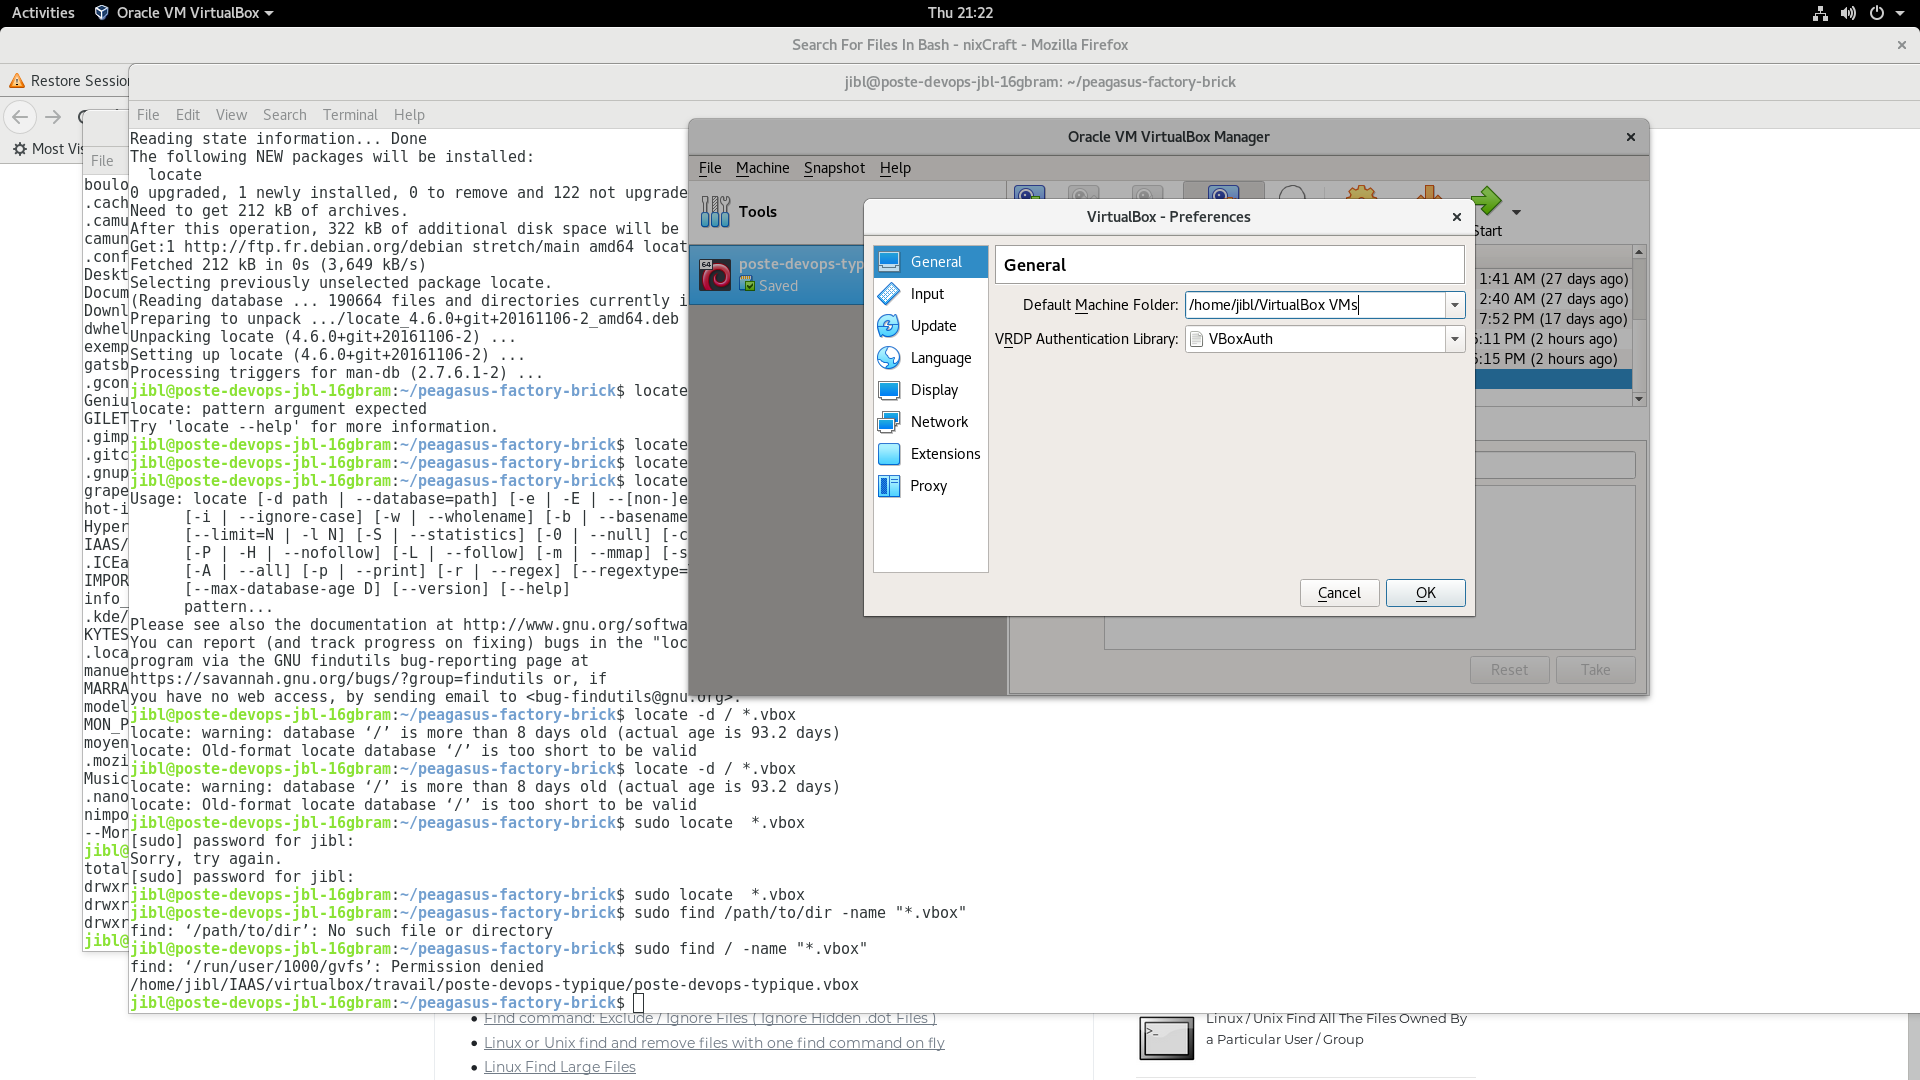 Activities
Oracle VM VirtualBox
Thu 21:22
Search For Files In Bash - nixCraft - Mozilla Firefox
Restore Session
jibl@poste-devops-jbl-16gbram: ~/peagasus-factory-brick
File Edit View Search Terminal Help
Most Vis
File
boulo
.cach
.camu
camun
.conf
Deskt
Docum
Downl
dwhel
exemp
gatsb
.gcon
Geniu
GILET
.gimp
.gitc
.gnup
grape
hot-i
Hyper
IAAS/
.ICEa
IMPOR
info_
.kde/
KYTES
.loca
manue
MARRA
model
MON_P
moyen
.mozi
Music
.nano
nimpo
--Mor
jibl@
total
drwxr
drwxr
drwxr
jibl@
Reading state information... Done
The following NEW packages will be installed:
locate
0 upgraded, 1 newly installed, 0 to remove and 122 not upgrade
Need to get 212 kB of archives.
After this operation, 322 kB of additional disk space will be
Get:1 http://ftp.fr.debian.org/debian stretch/main amd64 locat
Fetched 212 kB in 0s (3,649 kB/s)
Selecting previously unselected package locate.
(Reading database ... 190664 files and directories currently i
Preparing to unpack .../locate_4.6.0+git+20161106-2_amd64.deb
Unpacking locate (4.6.0+git+20161106-2) ...
Setting up locate (4.6.0+git+20161106-2) ...
Processing triggers for man-db (2.7.6.1-2) ...
jibl@poste-devops-jbl-16gbram:~/peagasus-factory-brick$ locate
locate: pattern argument expected
Try 'locate --help' for more information.
jibl@poste-devops-jbl-16gbram:~/peagasus-factory-brick$ locate
jibl@poste-devops-jbl-16gbram:~/peagasus-factory-brick$ locate
jibl@poste-devops-jbl-16gbram:~/peagasus-factory-brick$ locate
Usage: locate [-d path | --database=path] [-e | -E | --[non-]e
[-i | --ignore-case] [-w | --wholename] [-b | --basename
[--limit=N | -l N] [-S | --statistics] [-0 | --null] [-c
[-P | -H | --nofollow] [-L | --follow] [-m | --mmap] [-s
[-A | --all] [-p | --print] [-r | --regex] [--regextype=
[--max-database-age D] [--version] [--help]
pattern...
Please see also the documentation at http://www.gnu.org/softwa
You can report (and track progress on fixing) bugs in the "loc
program via the GNU findutils bug-reporting page at
https://savannah.gnu.org/bugs/?group=findutils or, if
you have no web access, by sending email to <bug-findutils@gnu.org>.
jibl@poste-devops-jbl-16gbram:~/peagasus-factory-brick$ locate -d / *.vbox
locate: warning: database ‘/’ is more than 8 days old (actual age is 93.2 days)
locate: Old-format locate database ‘/’ is too short to be valid
jibl@poste-devops-jbl-16gbram:~/peagasus-factory-brick$ locate -d / *.vbox
locate: warning: database ‘/’ is more than 8 days old (actual age is 93.2 days)
locate: Old-format locate database ‘/’ is too short to be valid
jibl@poste-devops-jbl-16gbram:~/peagasus-factory-brick$ sudo locate  *.vbox
[sudo] password for jibl:
Sorry, try again.
[sudo] password for jibl:
jibl@poste-devops-jbl-16gbram:~/peagasus-factory-brick$ sudo locate  *.vbox
jibl@poste-devops-jbl-16gbram:~/peagasus-factory-brick$ sudo find /path/to/dir -name "*.vbox"
find: ‘/path/to/dir’: No such file or directory
jibl@poste-devops-jbl-16gbram:~/peagasus-factory-brick$ sudo find / -name "*.vbox"
find: ‘/run/user/1000/gvfs’: Permission denied
/home/jibl/IAAS/virtualbox/travail/poste-devops-typique/poste-devops-typique.vbox
jibl@poste-devops-jbl-16gbram:~/peagasus-factory-brick$
Oracle VM VirtualBox Manager
File Machine Snapshot Help
Tools
Start
64
poste-devops-typ
Saved
1:41 AM (27 days ago)
2:40 AM (27 days ago)
7:52 PM (17 days ago)
5:11 PM (2 hours ago)
6:15 PM (2 hours ago)
Reset
Take
VirtualBox - Preferences
General
Input
Update
Language
Display
Network
Extensions
Proxy
General
Default Machine Folder: /home/jibl/VirtualBox VMs
VRDP Authentication Library: VBoxAuth
Cancel
OK
Find command: Exclude / Ignore Files ( Ignore Hidden .dot Files )
Linux or Unix find and remove files with one find command on fly
Linux Find Large Files
Linux / Unix Find All The Files Owned By
a Particular User / Group